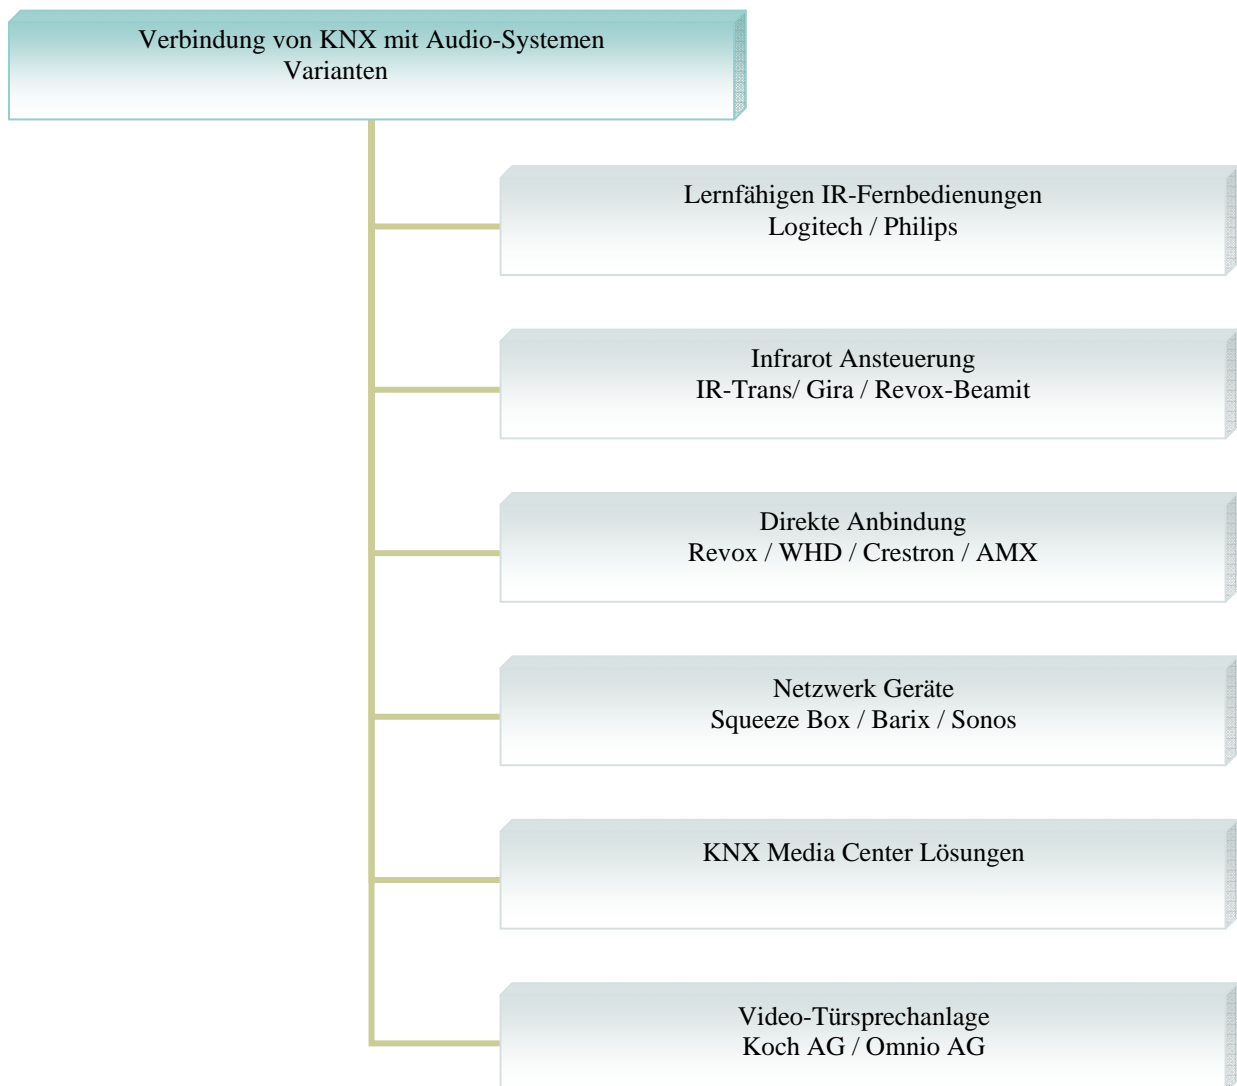 Verbindung von KNX mit Audio-Systemen
Varianten
Lernfähigen IR-Fernbedienungen
Logitech / Philips
Infrarot Ansteuerung
IR-Trans/ Gira / Revox-Beamit
Direkte Anbindung
Revox / WHD / Crestron / AMX
Netzwerk Geräte
Squeeze Box / Barix / Sonos
KNX Media Center Lösungen
Video-Türsprechanlage
Koch AG / Omnio AG